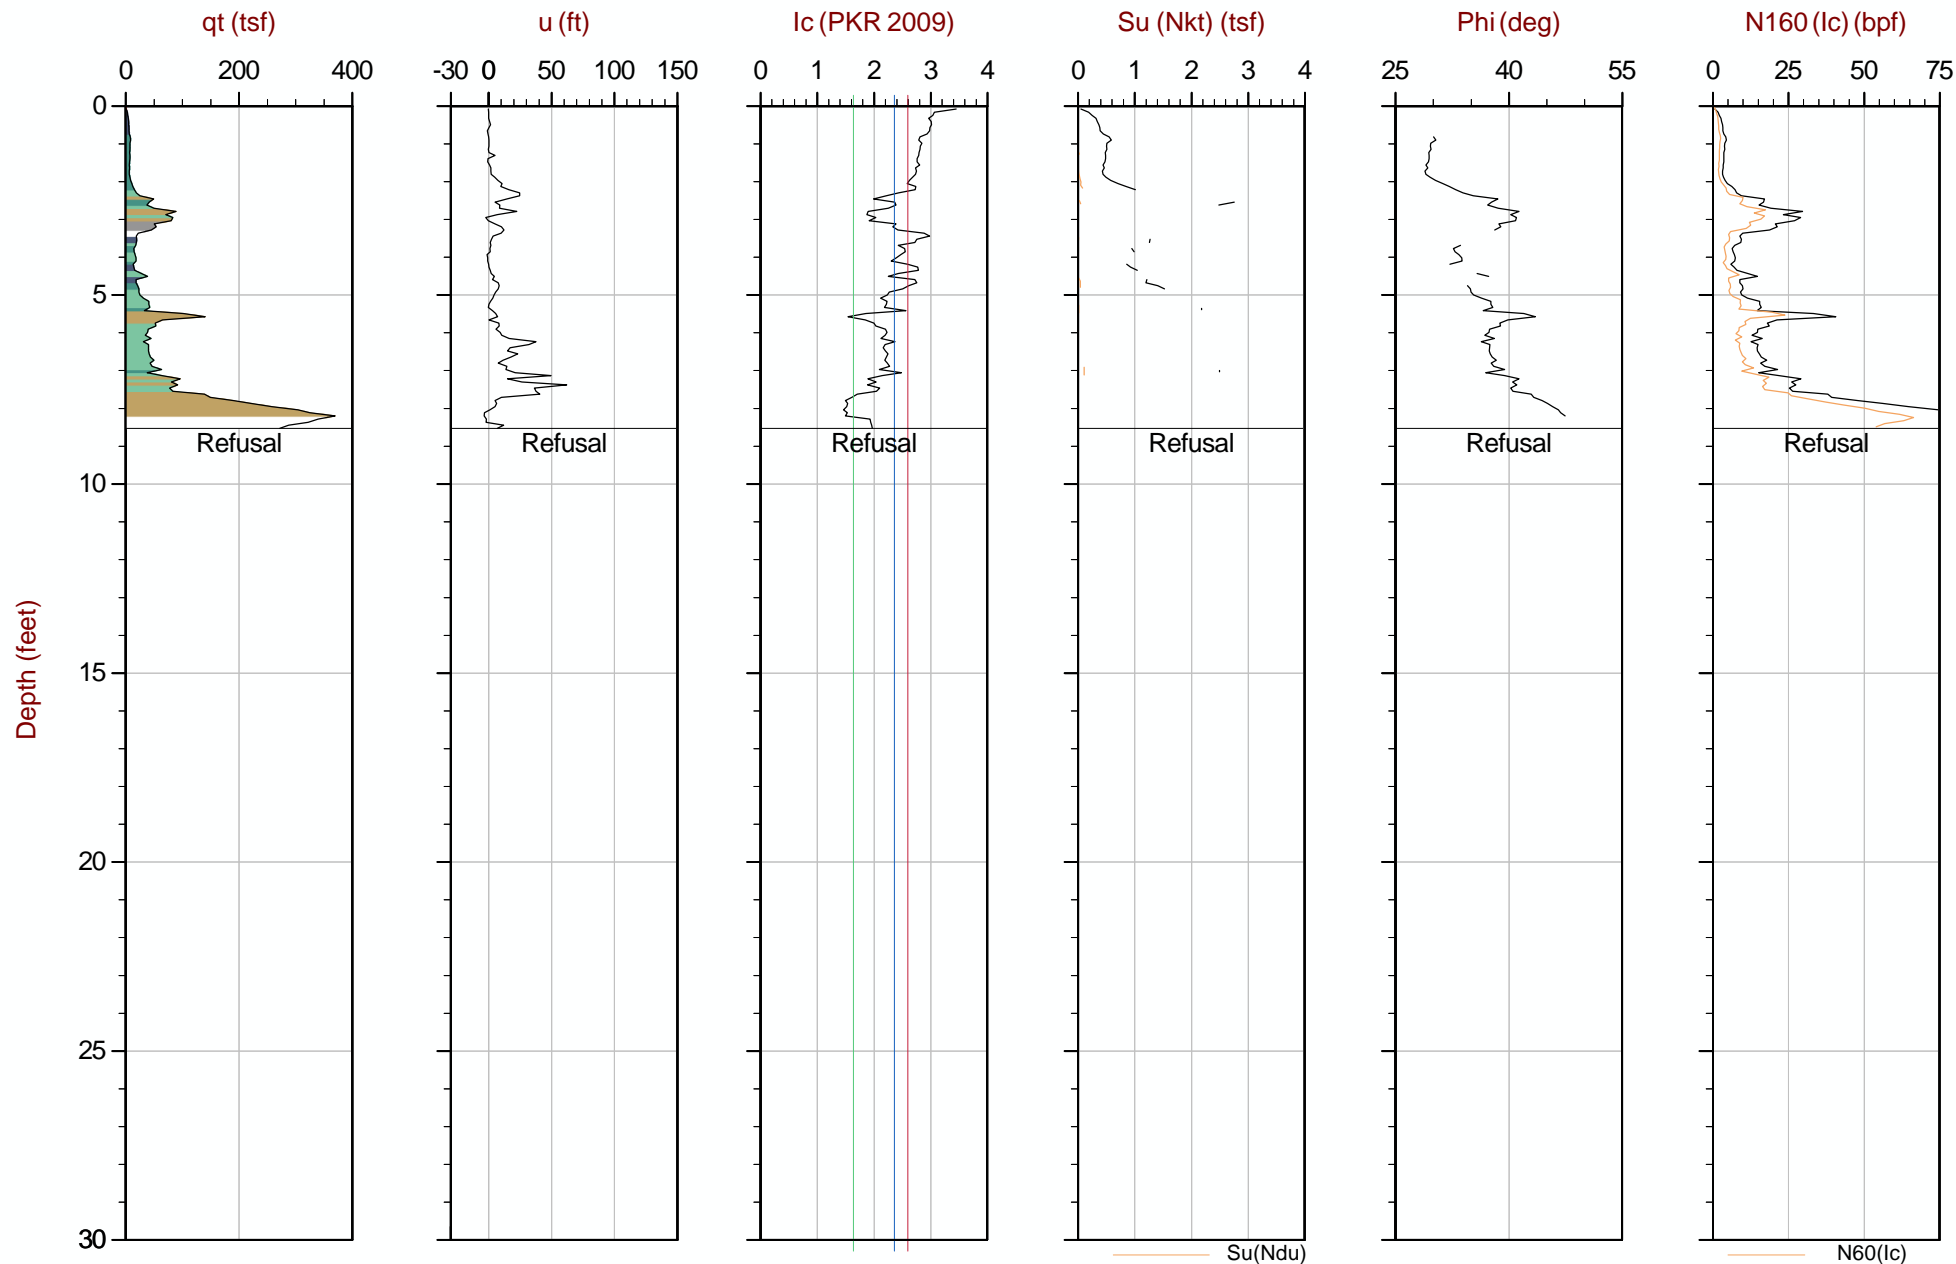 qt (tsf) u (ft) Ic (PKR 2009) Su (Nkt) (tsf) Phi (deg) N160 (Ic) (bpf)
0 200 400 -30 0 50 100 150 0 1 2 3 4 0 1 2 3 4 25 40 55 0 25 50 75
0
5
Refusal Refusal Refusal Refusal Refusal Refusal
10
Depth (feet)
15
20
25
30
Su(Ndu) N60(Ic)